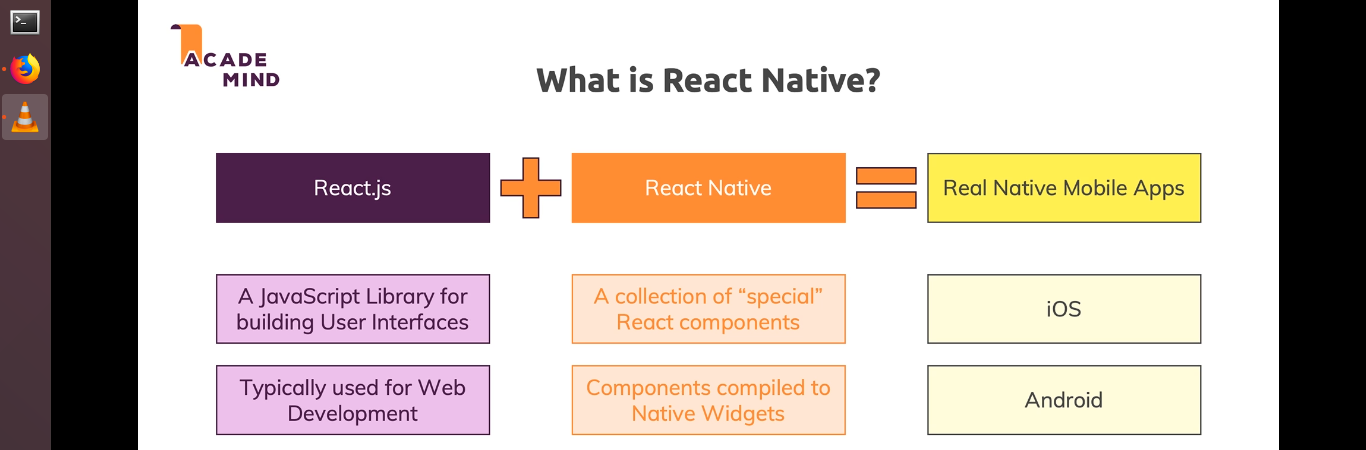 ACADE
MIND
What is React Native?
React.js
React Native
Real Native Mobile Apps
A JavaScript Library for
building User Interfaces
A collection of “special”
React components
iOS
Typically used for Web
Development
Components compiled to
Native Widgets
Android